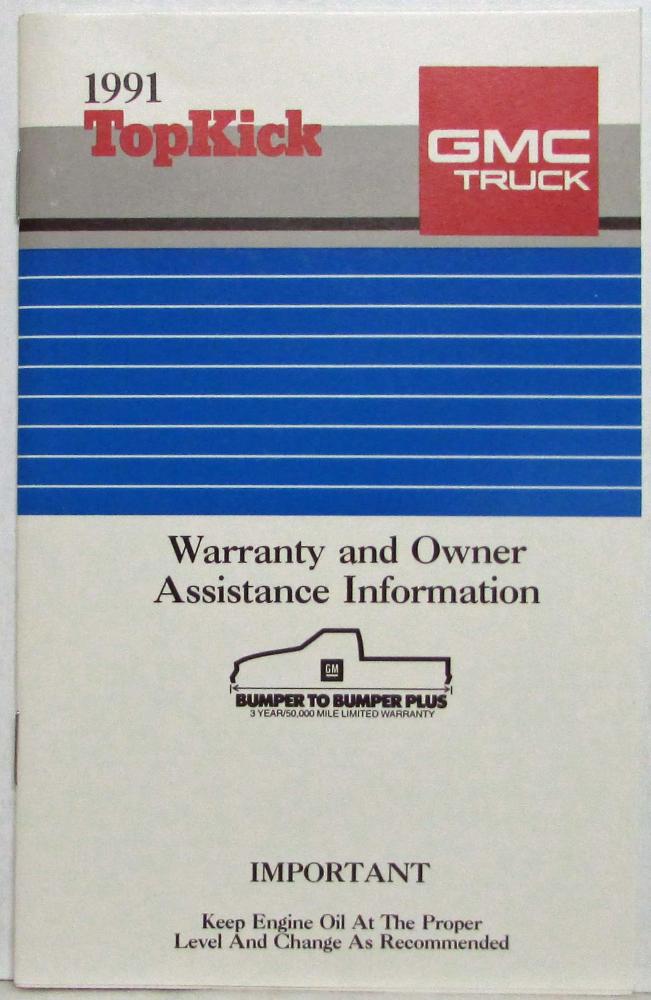 1991
TopKick
GMC
TRUCK
Warranty and Owner
Assistance Information
GM
BUMPER TO BUMPER PLUS
3 YEAR/50,000 MILE LIMITED WARRANTY
IMPORTANT
Keep Engine Oil At The Proper
Level And Change As Recommended